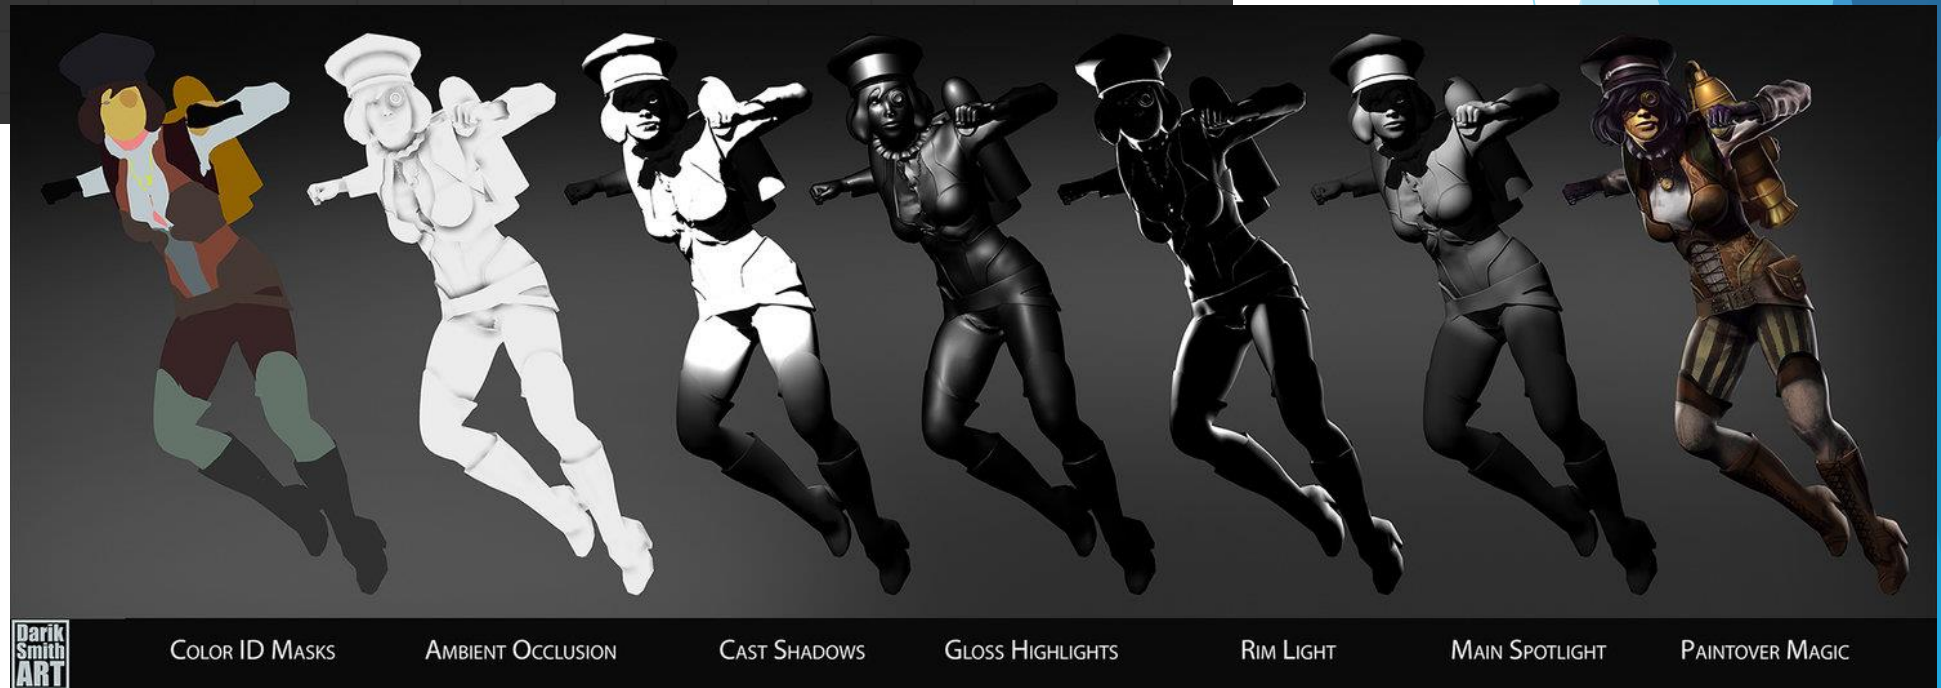 Darik
Smith
ART
Color ID Masks
Ambient Occlusion
Cast Shadows
Gloss Highlights
Rim Light
Main Spotlight
Paintover Magic